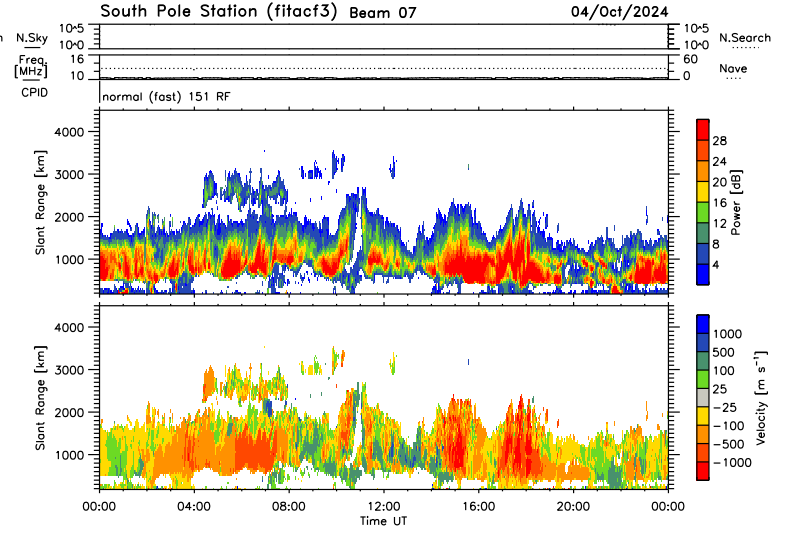 South Pole Station (fitacf3) Beam 07 04/Oct/2024
n N.Sky 10^5 10^0 10^5 10^0 N.Search
Freq. [MHz] 16 10 60 0 Nave
CPID normal (fast) 151 RF
Slant Range [km]
4000
3000
2000
1000
28
24
20
16
12
8
4
Power [dB]
Slant Range [km]
4000
3000
2000
1000
1000
500
100
25
−25
−100
−500
−1000
Velocity [m s⁻¹]
00:00 04:00 08:00 12:00 16:00 20:00 00:00
Time UT